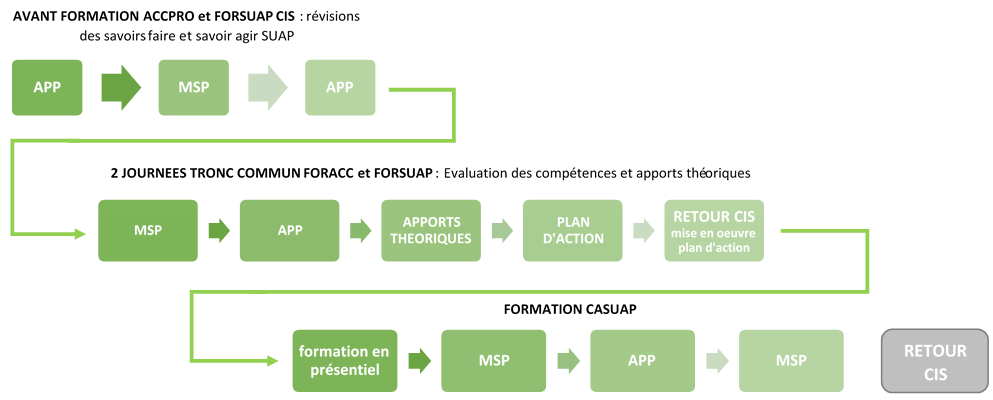 AVANT FORMATION ACCPRO et FORSUAP CIS : révisions
des savoirs faire et savoir agir SUAP
APP
MSP
APP
2 JOURNEES TRONC COMMUN FORACC et FORSUAP : Evaluation des compétences et apports théoriques
MSP
APP
APPORTS
THEORIQUES
PLAN
D'ACTION
RETOUR CIS
mise en oeuvre
plan d'action
FORMATION CASUAP
formation en
présentiel
MSP
APP
MSP
RETOUR
CIS